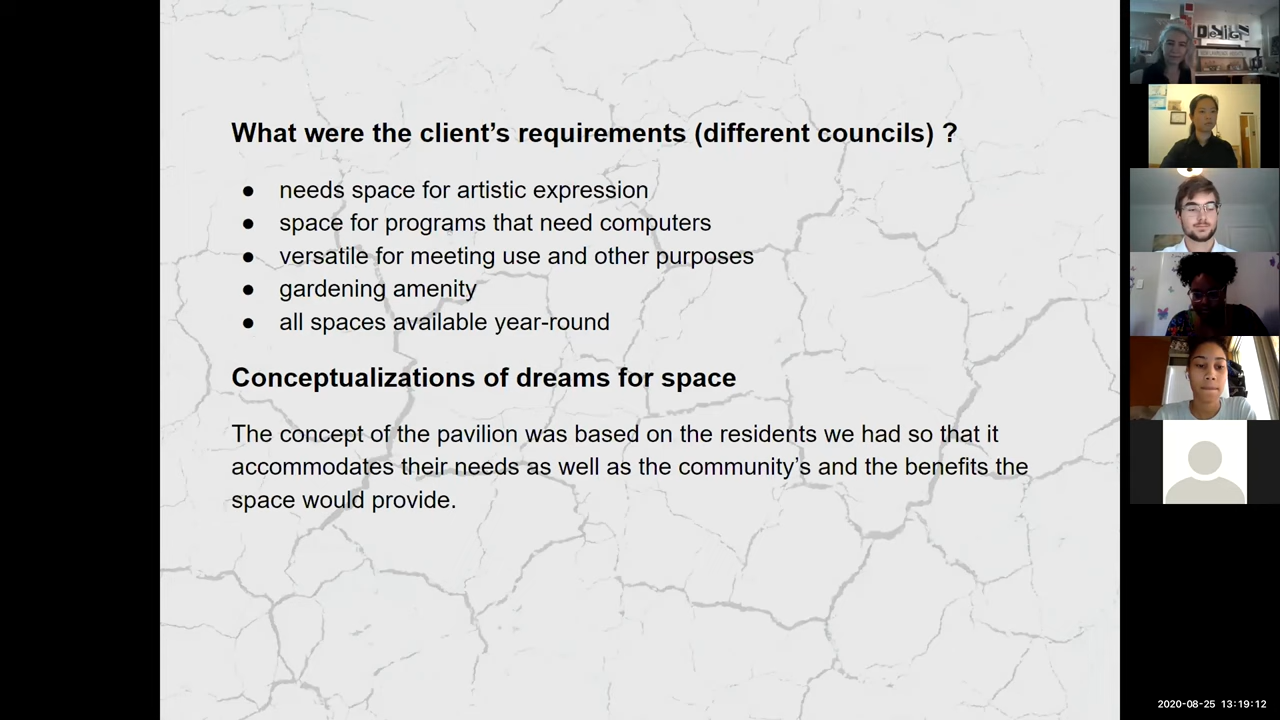 What were the client’s requirements (different councils) ?
● needs space for artistic expression
● space for programs that need computers
● versatile for meeting use and other purposes
● gardening amenity
● all spaces available year-round
Conceptualizations of dreams for space
The concept of the pavilion was based on the residents we had so that it
accommodates their needs as well as the community’s and the benefits the
space would provide.
2020-08-25 13:19:12